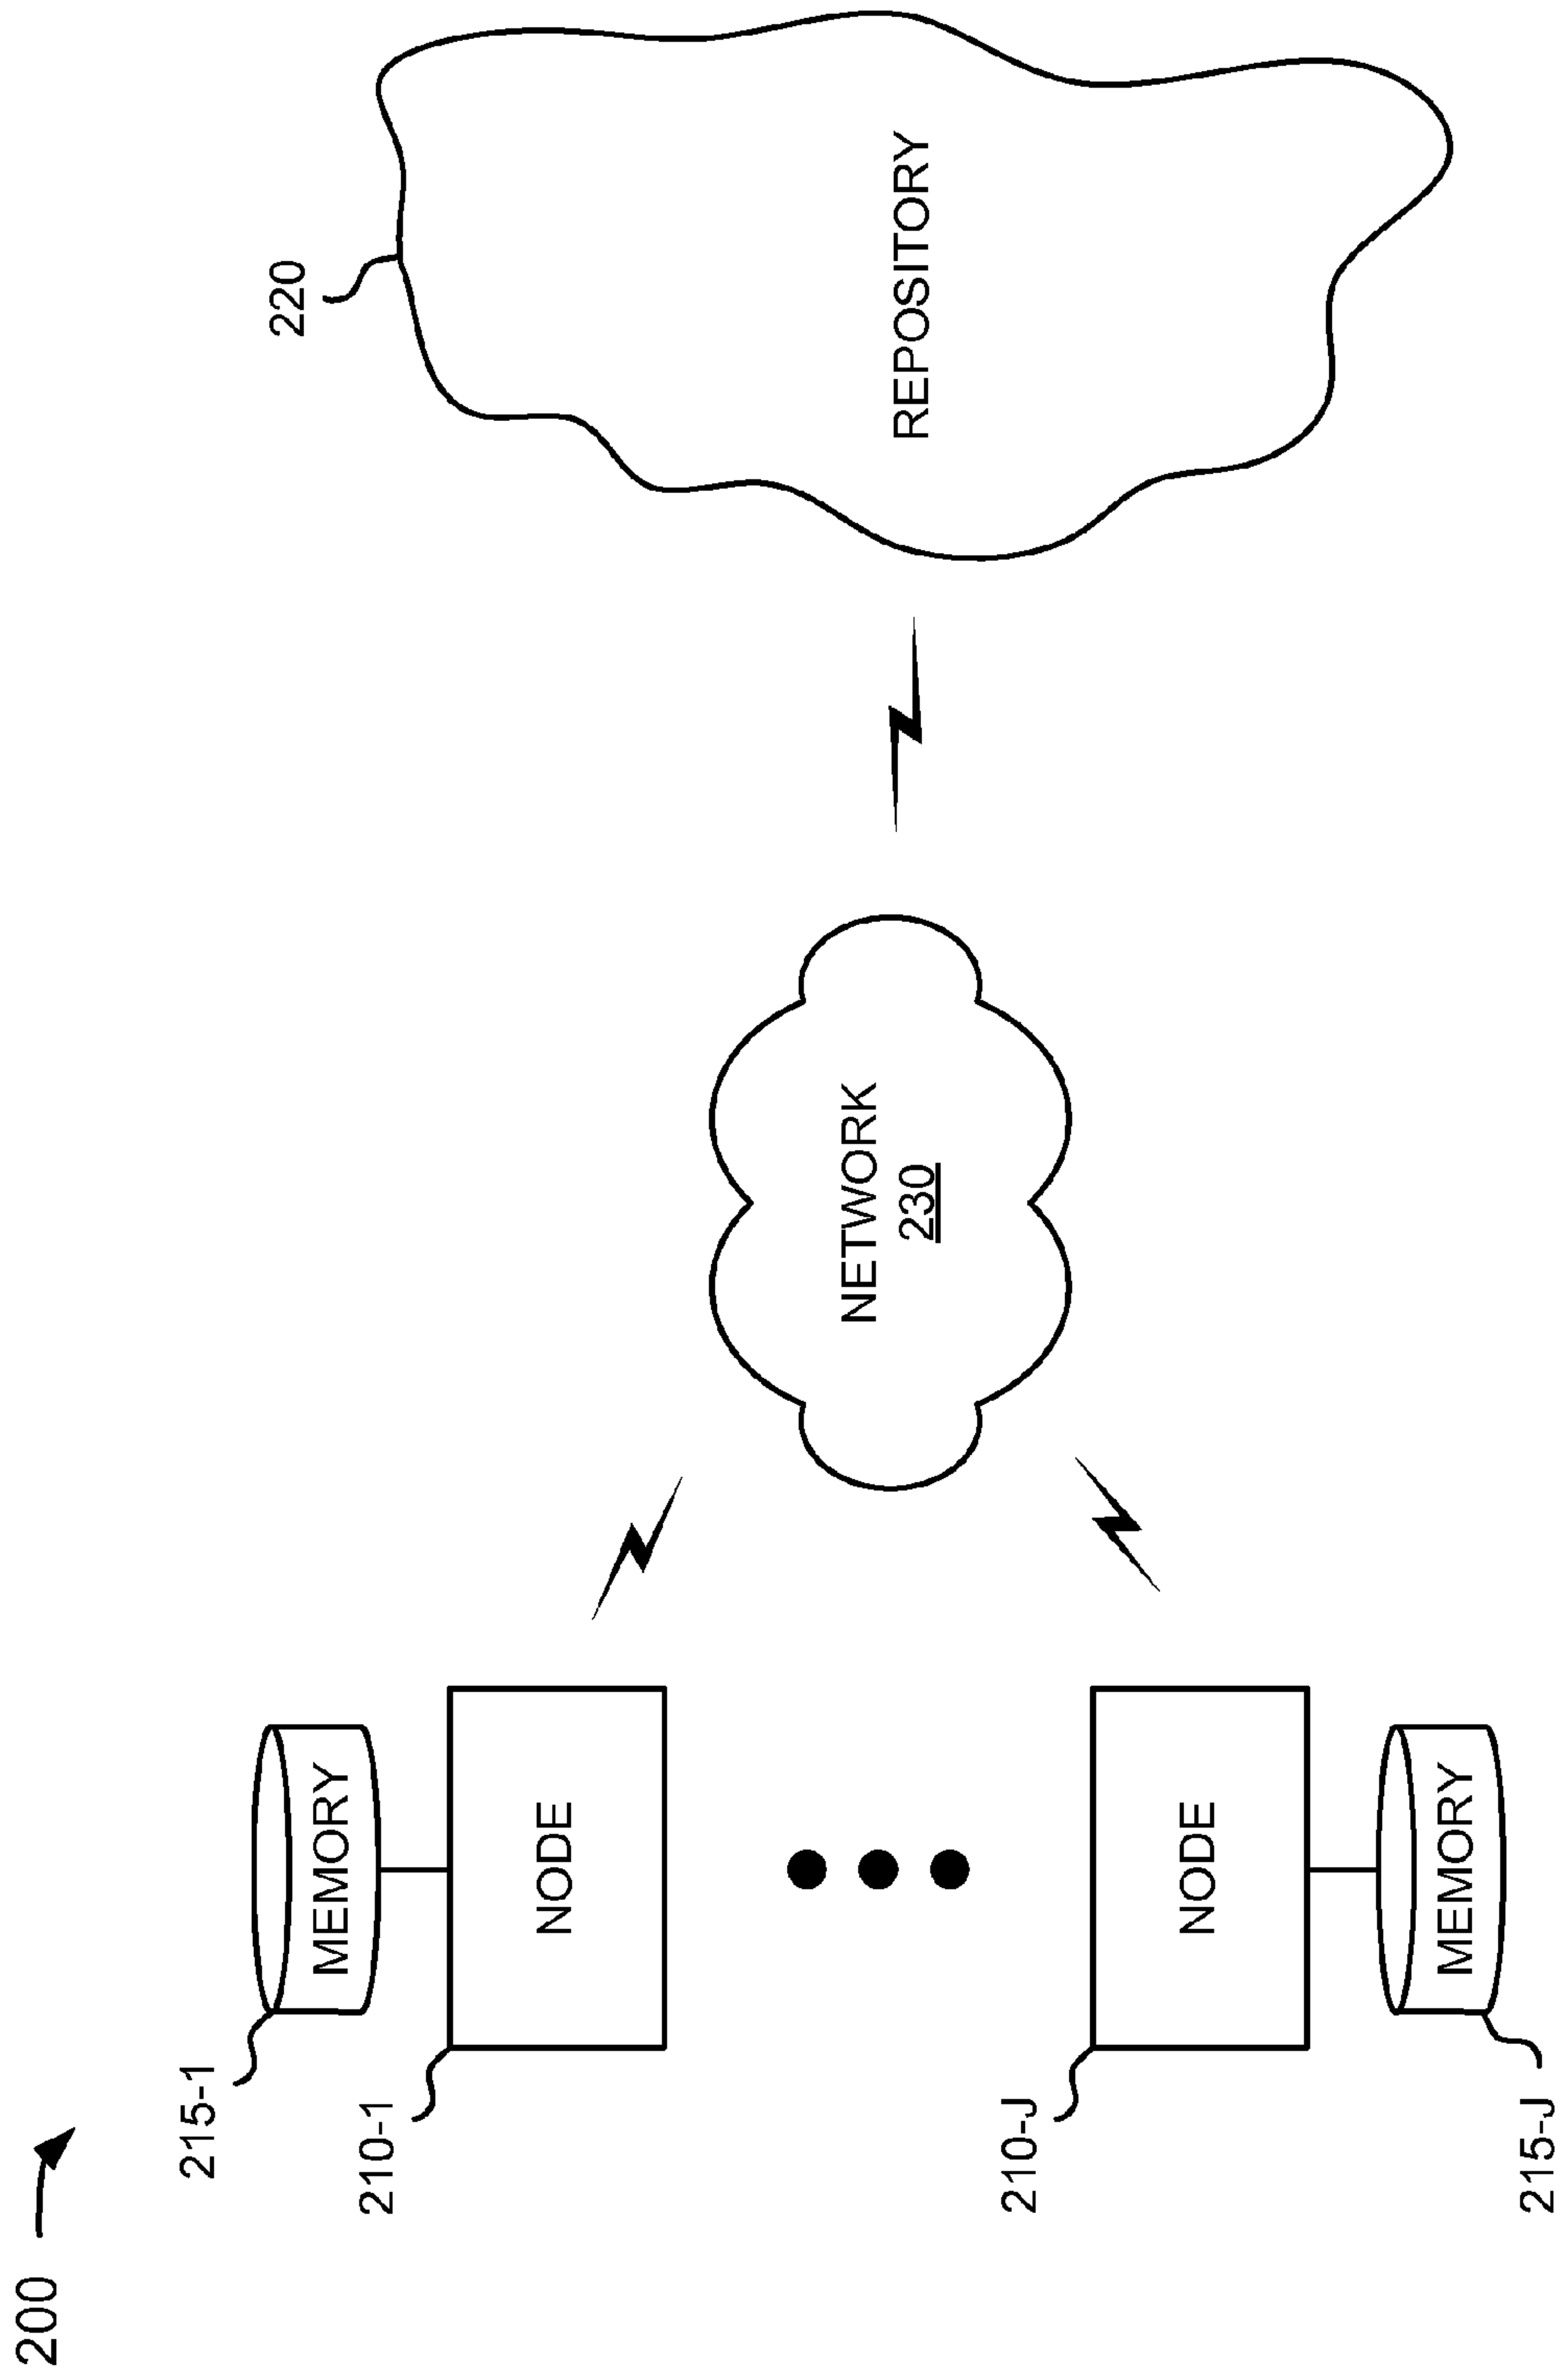 200
215-1
MEMORY
210-1
NODE
210-J
NODE
215-J
MEMORY
NETWORK
230
220
REPOSITORY